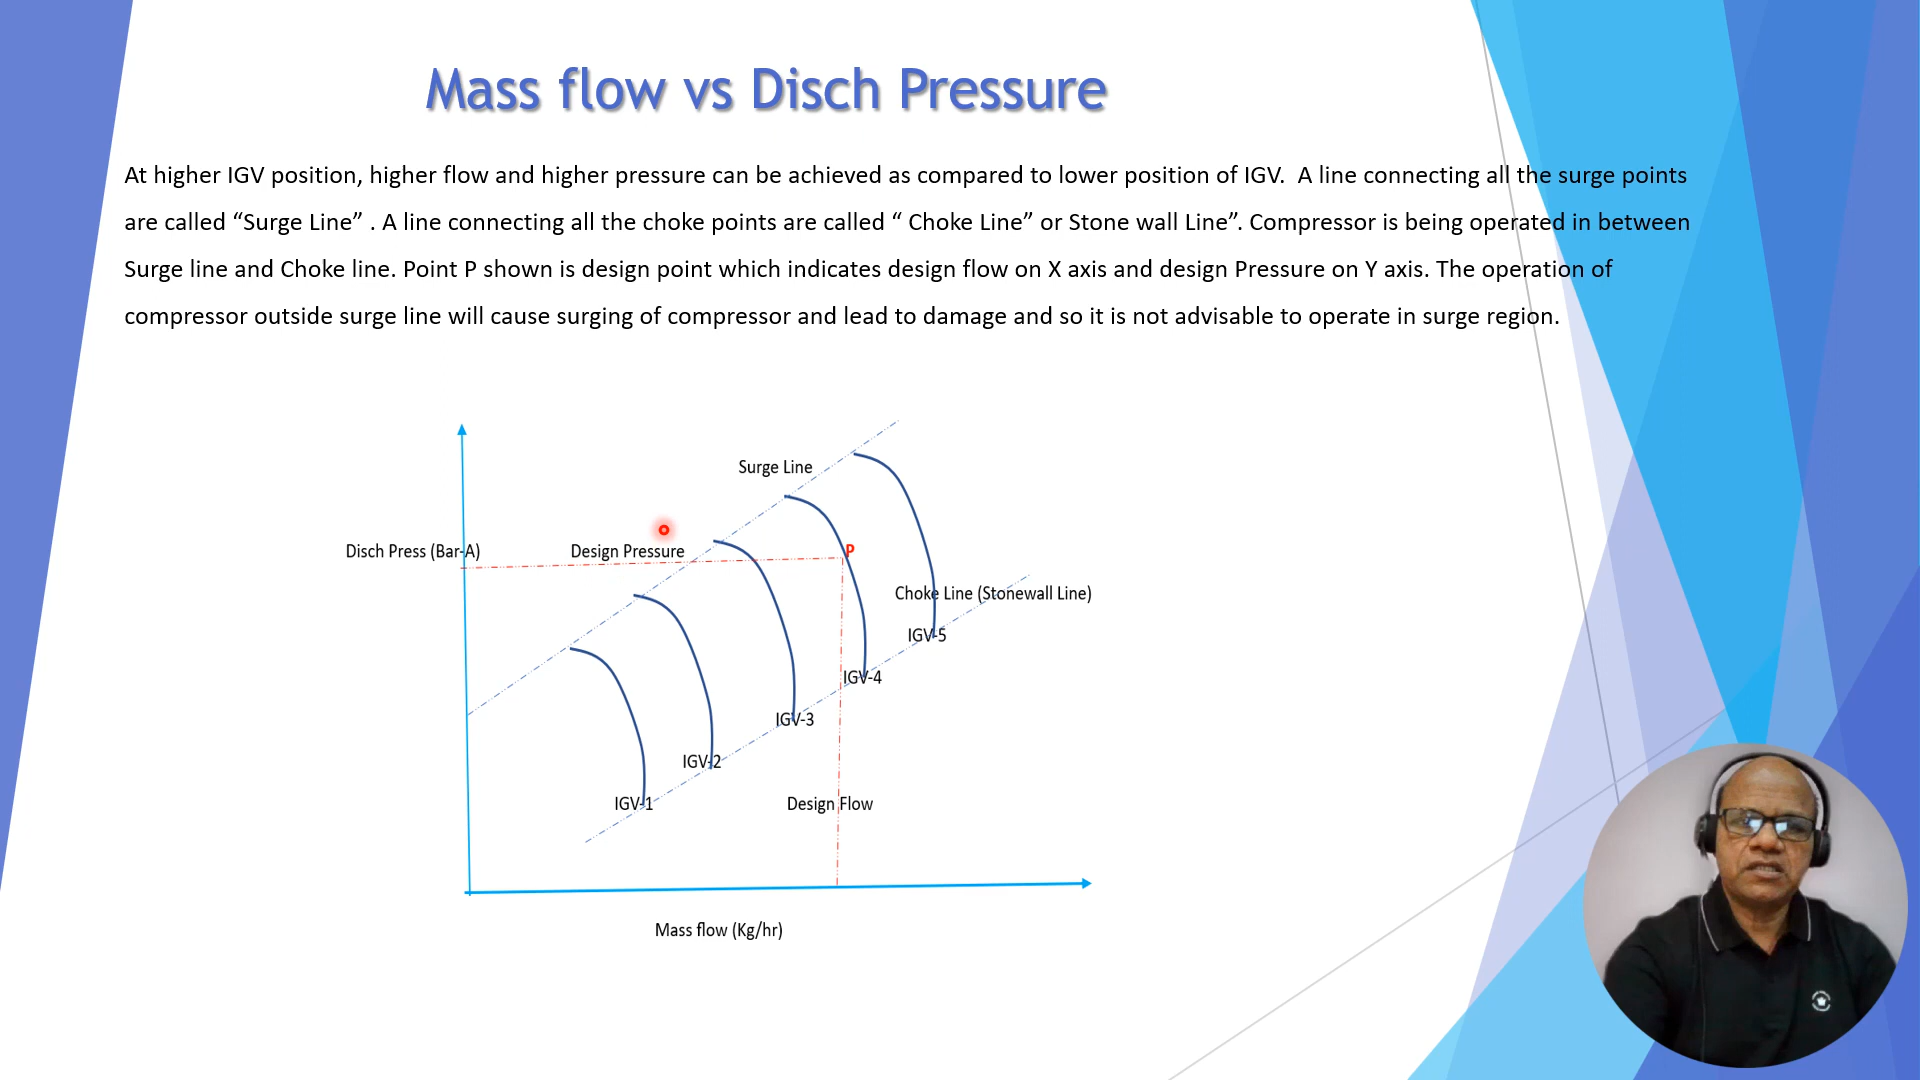 Mass flow vs Disch Pressure
At higher IGV position, higher flow and higher pressure can be achieved as compared to lower position of IGV.  A line connecting all the surge points
are called “Surge Line” . A line connecting all the choke points are called “ Choke Line” or Stone wall Line”. Compressor is being operated in between
Surge line and Choke line. Point P shown is design point which indicates design flow on X axis and design Pressure on Y axis. The operation of
compressor outside surge line will cause surging of compressor and lead to damage and so it is not advisable to operate in surge region.
Surge Line
Disch Press (Bar-A)
Design Pressure
P
Choke Line (Stonewall Line)
IGV-5
IGV-4
IGV-3
IGV-2
IGV-1
Design Flow
Mass flow (Kg/hr)